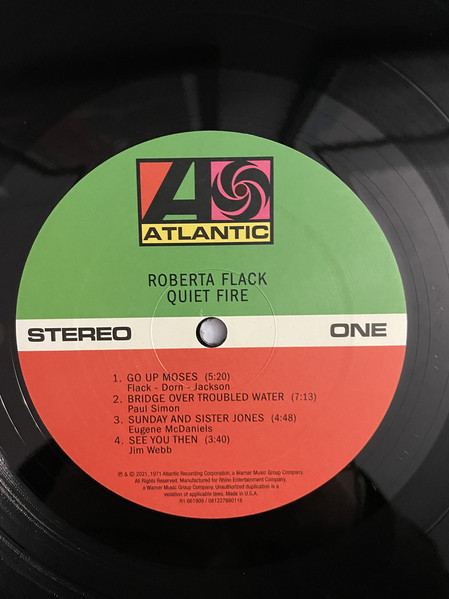 ATLANTIC
ROBERTA FLACK
QUIET FIRE
STEREO ONE
1. GO UP MOSES (5:20)
Flack - Dorn - Jackson
2. BRIDGE OVER TROUBLED WATER (7:13)
Paul Simon
3. SUNDAY AND SISTER JONES (4:48)
Eugene McDaniels
4. SEE YOU THEN (3:40)
Jim Webb
℗ & © 2021, 1971 Atlantic Recording Corporation, a Warner Music Group Company.
All Rights Reserved. Manufactured for Rhino Entertainment Company,
a Warner Music Group Company. Unauthorized duplication is a
violation of applicable laws. Made in U.S.A.
R1 661909 / 081227880118